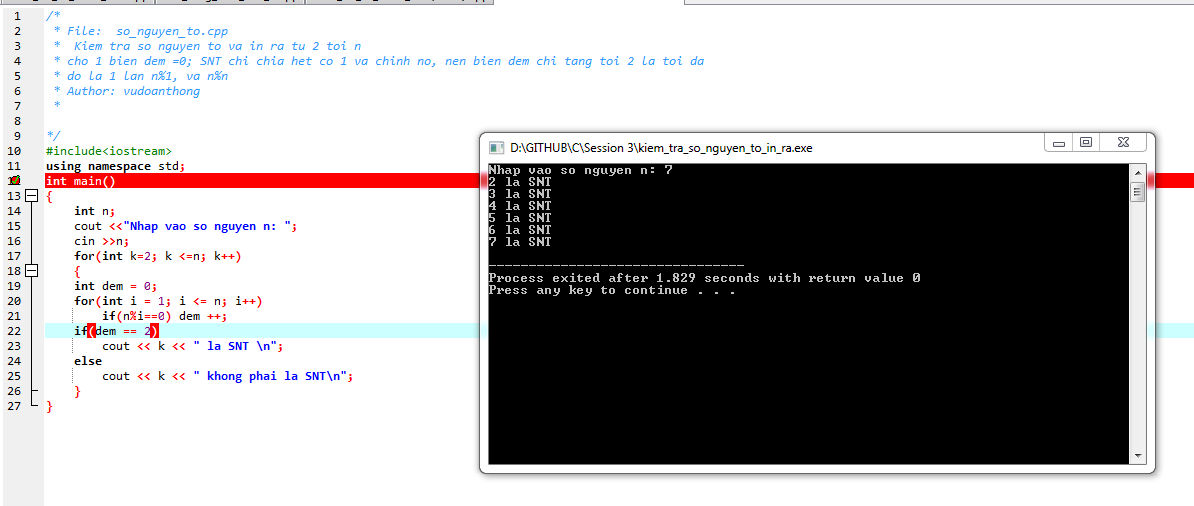 1 /*
2 * File: so_nguyen_to.cpp
3 * Kiem tra so nguyen to va in ra tu 2 toi n
4 * cho 1 bien dem =0; SNT chi chia het co 1 va chinh no, nen bien dem chi tang toi 2 la toi da
5 * do la 1 lan n%1, va n%n
6 * Author: vudoanthong
7 *
8
9 */
10 #include<iostream>
11 using namespace std;
int main()
13 {
14 int n;
15 cout <<"Nhap vao so nguyen n: ";
16 cin >>n;
17 for(int k=2; k <=n; k++)
18 {
19 int dem = 0;
20 for(int i = 1; i <= n; i++)
21 if(n%i==0) dem ++;
22 if(dem == 2)
23 cout << k << " la SNT \n";
24 else
25 cout << k << " khong phai la SNT\n";
26 }
27 }
D:\GITHUB\C\Session 3\kiem_tra_so_nguyen_to_in_ra.exe
Nhap vao so nguyen n: 7
2 la SNT
3 la SNT
4 la SNT
5 la SNT
6 la SNT
7 la SNT
--------------------------------
Process exited after 1.829 seconds with return value 0
Press any key to continue . . .